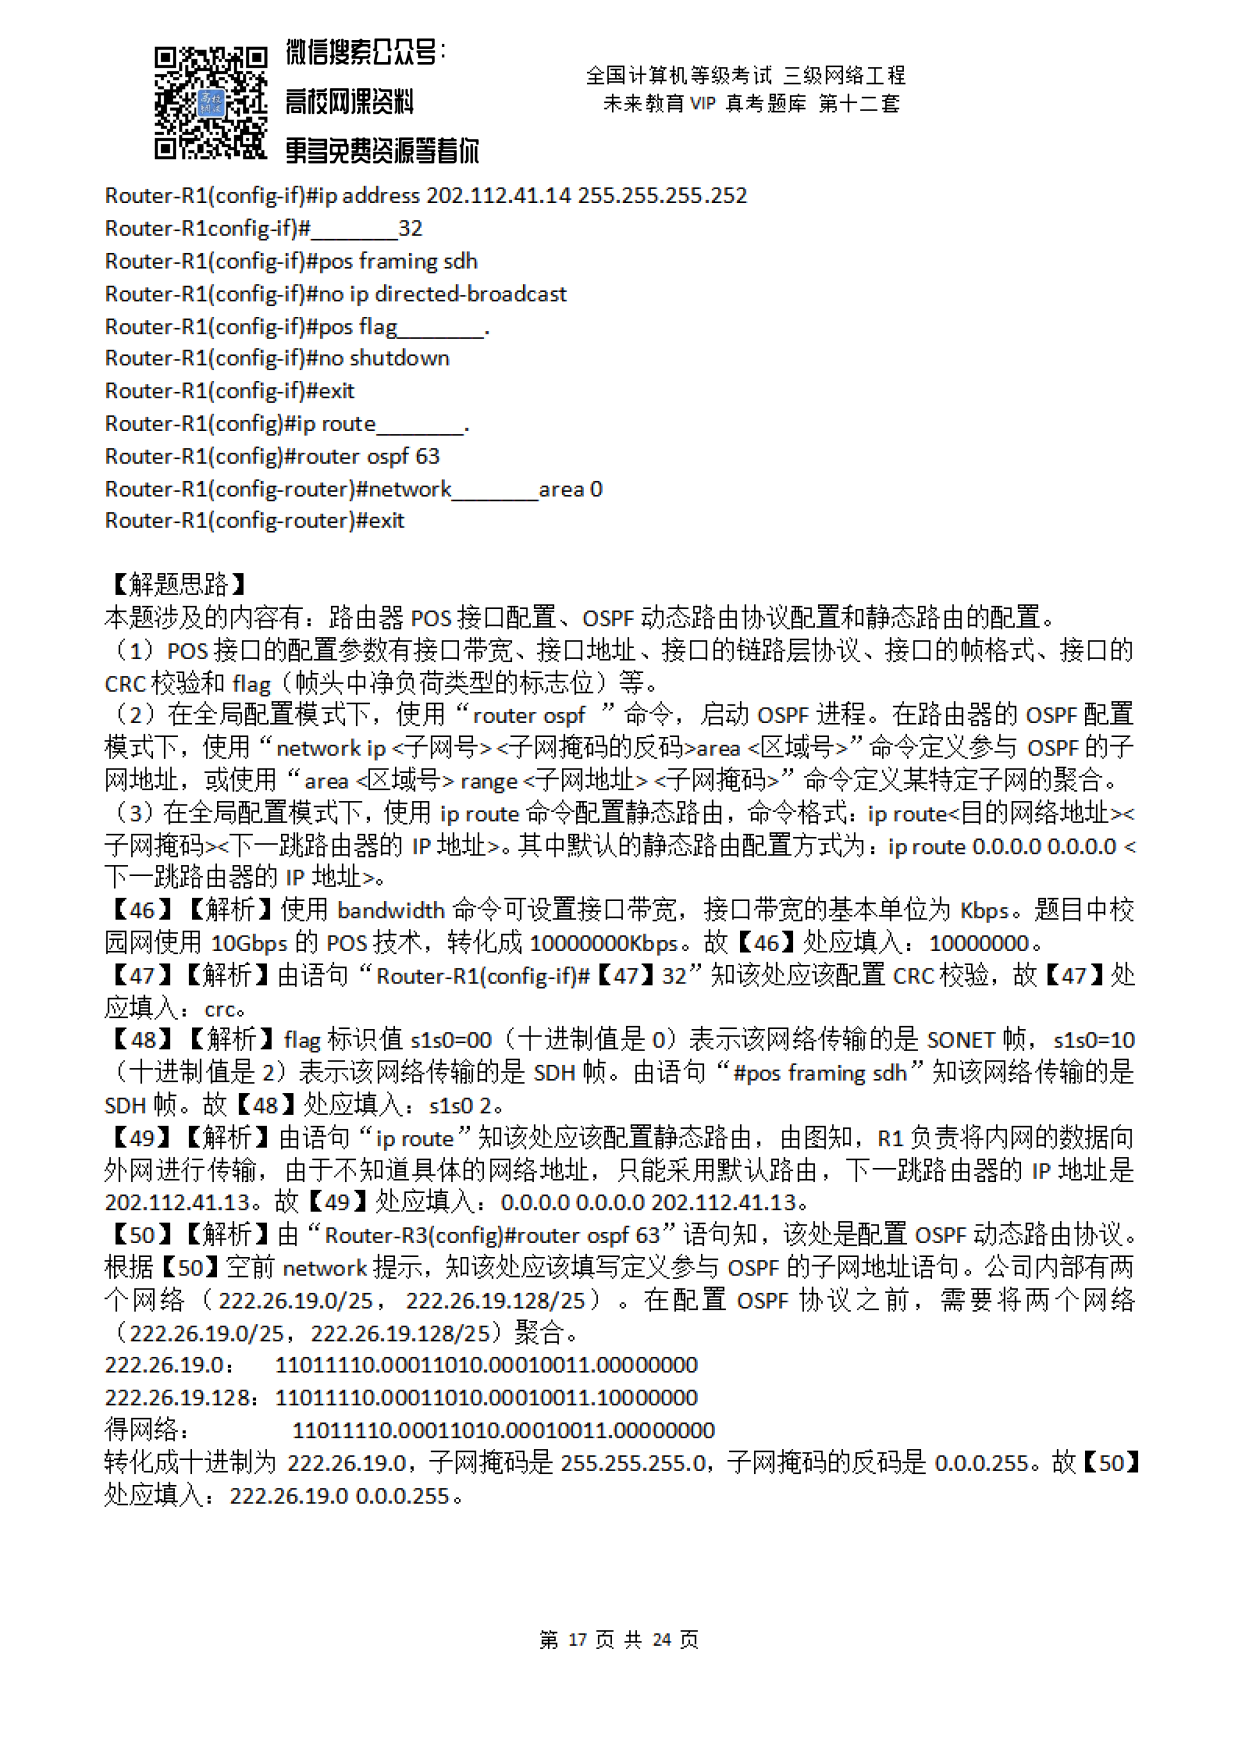 微信搜索公众号：
高校网课资料
更多免费资源等着你
全国计算机等级考试 三级网络工程
未来教育 VIP 真考题库 第十二套
Router-R1(config-if)#ip address 202.112.41.14 255.255.255.252
Router-R1config-if)#_______32
Router-R1(config-if)#pos framing sdh
Router-R1(config-if)#no ip directed-broadcast
Router-R1(config-if)#pos flag_______.
Router-R1(config-if)#no shutdown
Router-R1(config-if)#exit
Router-R1(config)#ip route_______.
Router-R1(config)#router ospf 63
Router-R1(config-router)#network_______area 0
Router-R1(config-router)#exit
【解题思路】
本题涉及的内容有：路由器 POS 接口配置、OSPF 动态路由协议配置和静态路由的配置。
（1）POS 接口的配置参数有接口带宽、接口地址、接口的链路层协议、接口的帧格式、接口的
CRC 校验和 flag（帧头中净负荷类型的标志位）等。
（2）在全局配置模式下，使用“router ospf ”命令，启动 OSPF 进程。在路由器的 OSPF 配置
模式下，使用“network ip <子网号> <子网掩码的反码>area <区域号>”命令定义参与 OSPF 的子
网地址，或使用“area <区域号> range <子网地址> <子网掩码>”命令定义某特定子网的聚合。
（3）在全局配置模式下，使用 ip route 命令配置静态路由，命令格式：ip route<目的网络地址><
子网掩码><下一跳路由器的 IP 地址>。其中默认的静态路由配置方式为：ip route 0.0.0.0 0.0.0.0 <
下一跳路由器的 IP 地址>。
【46】【解析】使用 bandwidth 命令可设置接口带宽，接口带宽的基本单位为 Kbps。题目中校
园网使用 10Gbps 的 POS 技术，转化成 10000000Kbps。故【46】处应填入：10000000。
【47】【解析】由语句“Router-R1(config-if)#【47】32”知该处应该配置 CRC 校验，故【47】处
应填入：crc。
【48】【解析】flag 标识值 s1s0=00（十进制值是 0）表示该网络传输的是 SONET 帧，s1s0=10
（十进制值是 2）表示该网络传输的是 SDH 帧。由语句“#pos framing sdh”知该网络传输的是
SDH 帧。故【48】处应填入：s1s0 2。
【49】【解析】由语句“ip route”知该处应该配置静态路由，由图知，R1 负责将内网的数据向
外网进行传输，由于不知道具体的网络地址，只能采用默认路由，下一跳路由器的 IP 地址是
202.112.41.13。故【49】处应填入：0.0.0.0 0.0.0.0 202.112.41.13。
【50】【解析】由“Router-R3(config)#router ospf 63”语句知，该处是配置 OSPF 动态路由协议。
根据【50】空前 network 提示，知该处应该填写定义参与 OSPF 的子网地址语句。公司内部有两
个网络（222.26.19.0/25，222.26.19.128/25）。在配置 OSPF 协议之前，需要将两个网络
（222.26.19.0/25，222.26.19.128/25）聚合。
222.26.19.0： 11011110.00011010.00010011.00000000
222.26.19.128：11011110.00011010.00010011.10000000
得网络： 11011110.00011010.00010011.00000000
转化成十进制为 222.26.19.0，子网掩码是 255.255.255.0，子网掩码的反码是 0.0.0.255。故【50】
处应填入：222.26.19.0 0.0.0.255。
第 17 页 共 24 页